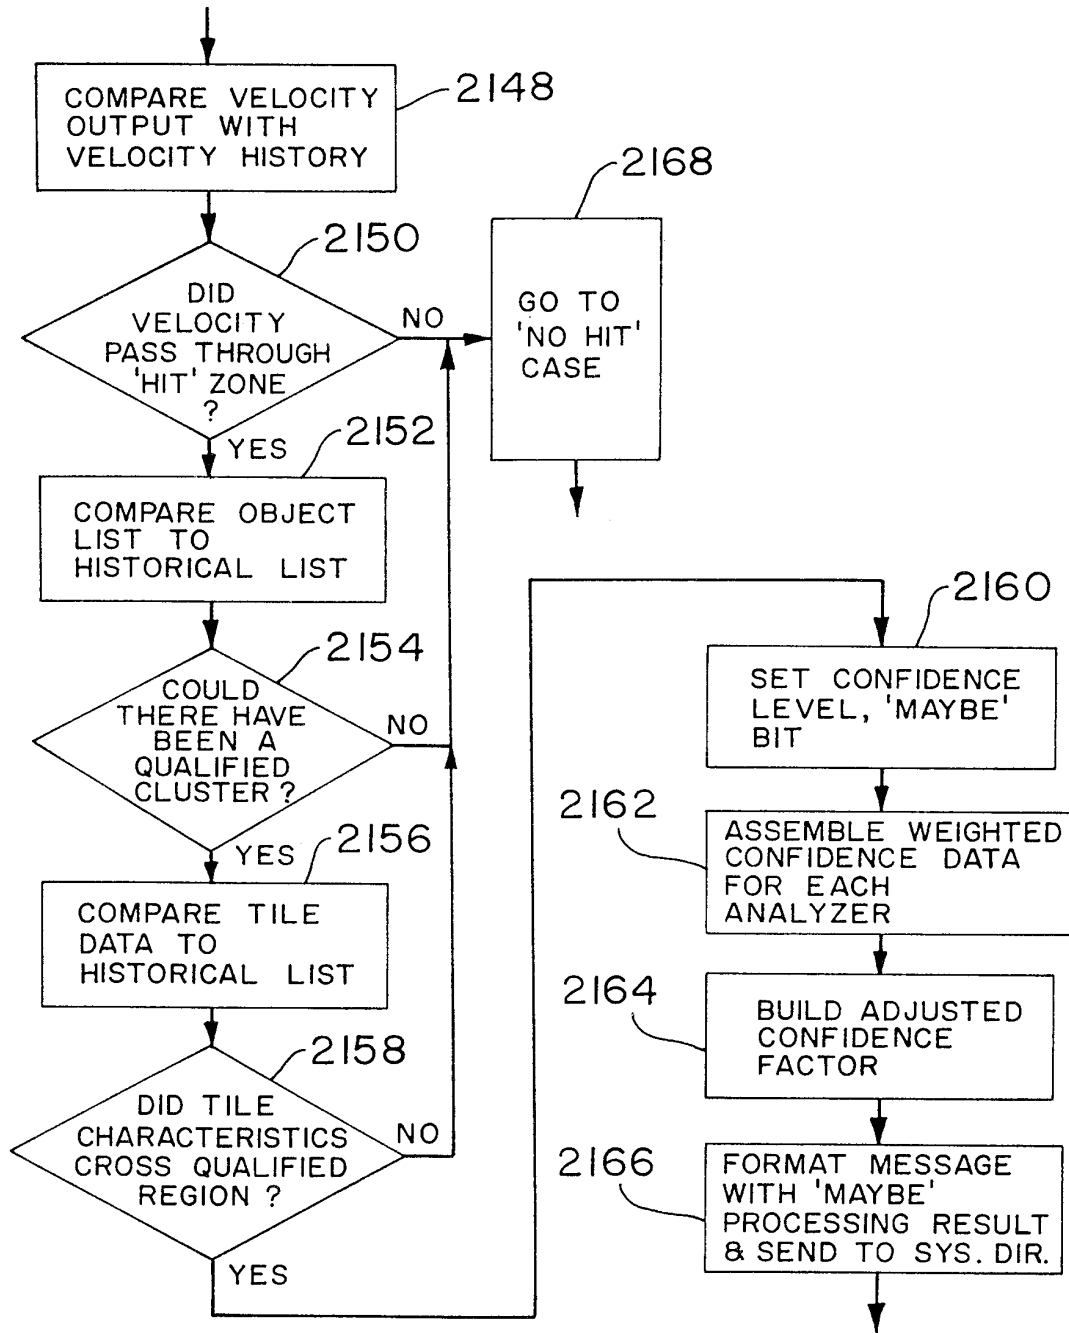 COMPARE VELOCITY
OUTPUT WITH
VELOCITY HISTORY
2148
DID
VELOCITY
PASS THROUGH
'HIT' ZONE
?
2150
NO
YES
GO TO
'NO HIT'
CASE
2168
COMPARE OBJECT
LIST TO
HISTORICAL LIST
2152
COULD
THERE HAVE
BEEN A
QUALIFIED
CLUSTER ?
2154
NO
YES
COMPARE TILE
DATA TO
HISTORICAL LIST
2156
DID TILE
CHARACTERISTICS
CROSS QUALIFIED
REGION ?
2158
NO
YES
SET CONFIDENCE
LEVEL, 'MAYBE'
BIT
2160
ASSEMBLE WEIGHTED
CONFIDENCE DATA
FOR EACH
ANALYZER
2162
BUILD ADJUSTED
CONFIDENCE
FACTOR
2164
FORMAT MESSAGE
WITH 'MAYBE'
PROCESSING RESULT
& SEND TO SYS. DIR.
2166